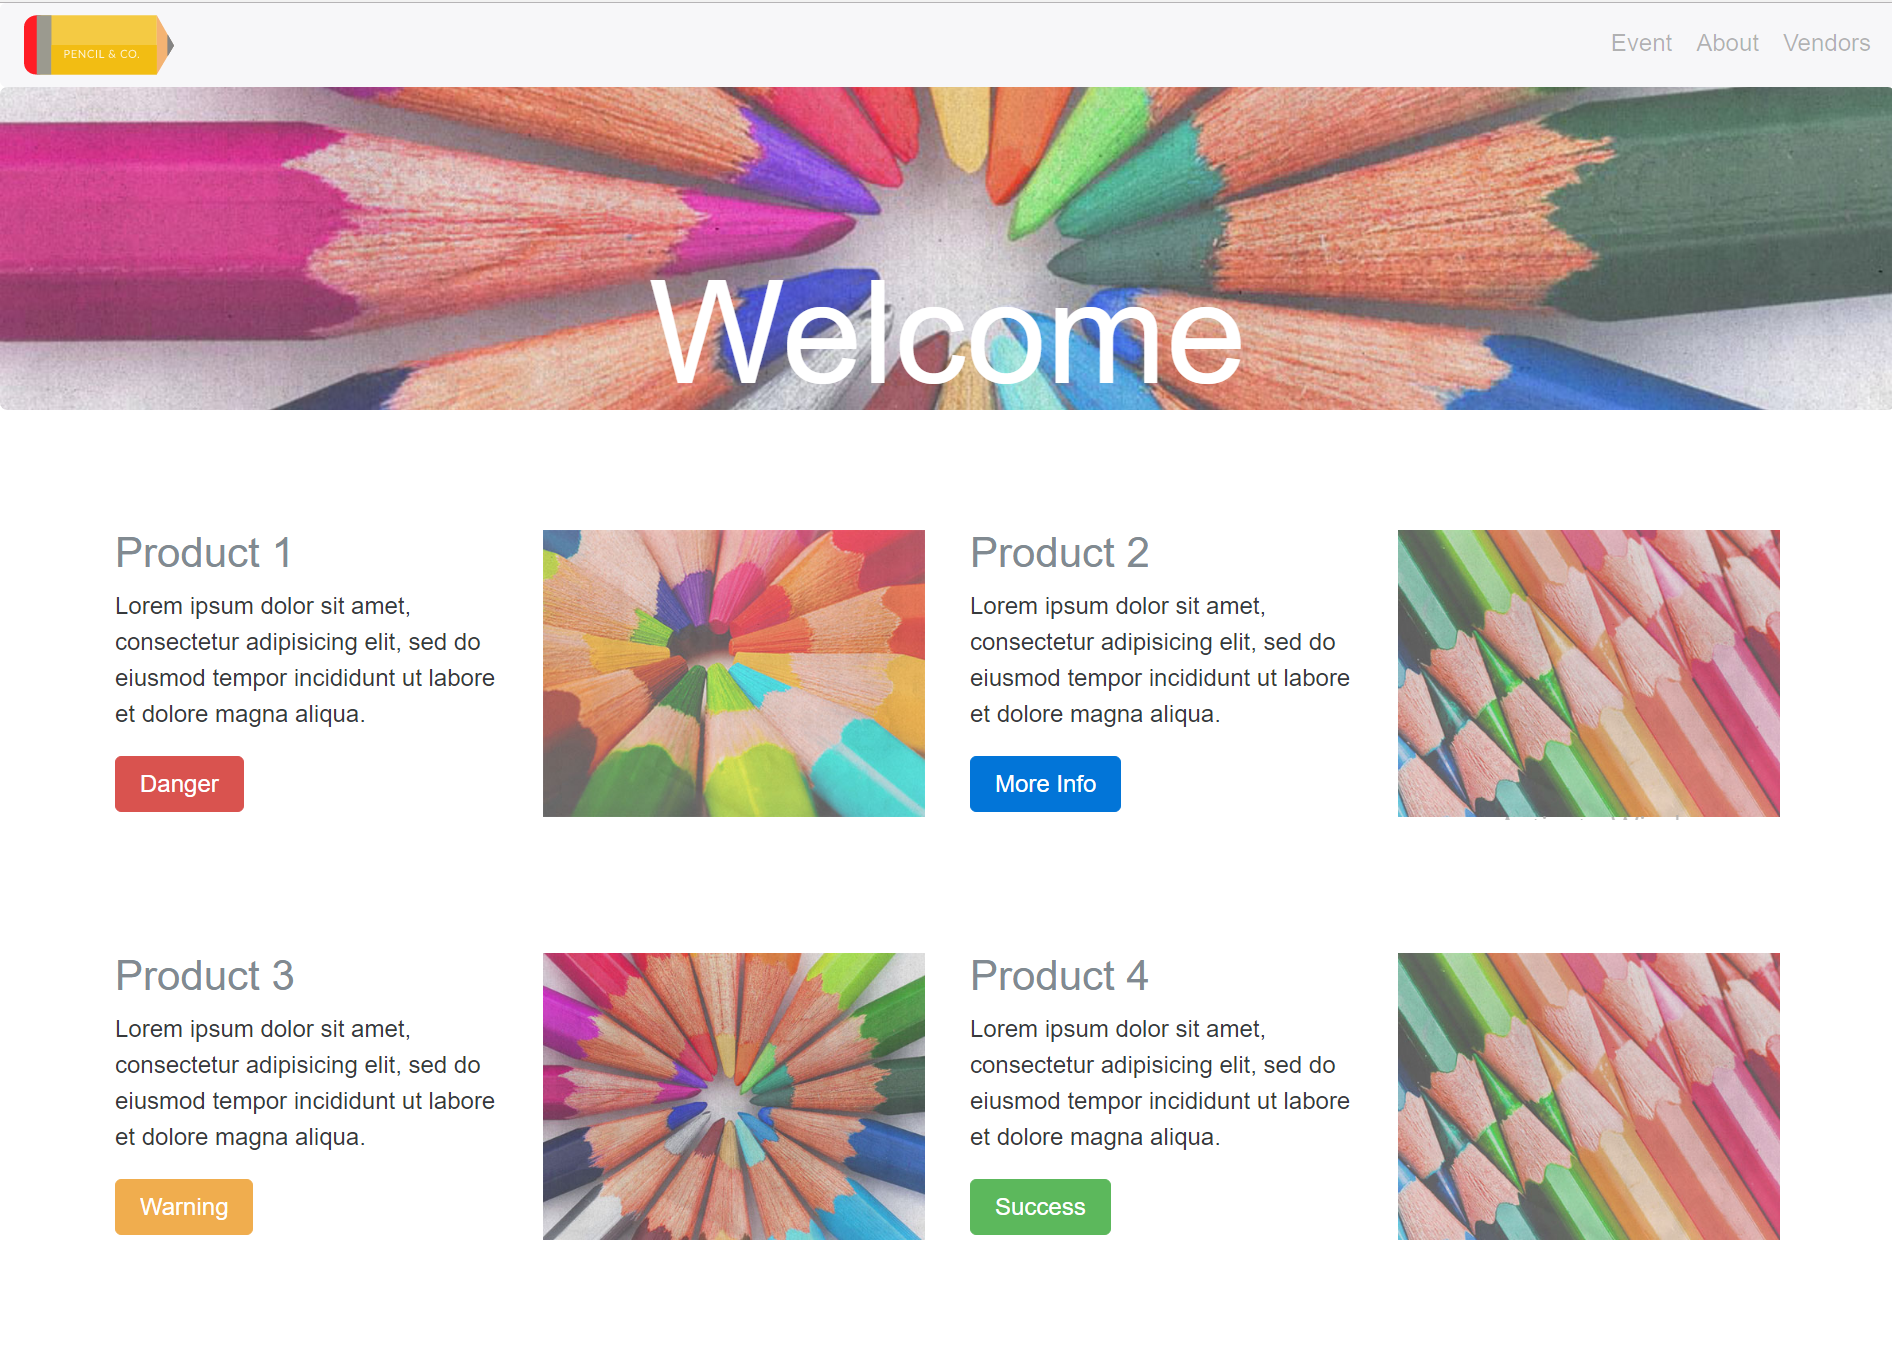 PENCIL & CO.
Event About Vendors
Welcome
Product 1
Lorem ipsum dolor sit amet,
consectetur adipisicing elit, sed do
eiusmod tempor incididunt ut labore
et dolore magna aliqua.
Danger
Product 2
Lorem ipsum dolor sit amet,
consectetur adipisicing elit, sed do
eiusmod tempor incididunt ut labore
et dolore magna aliqua.
More Info
Product 3
Lorem ipsum dolor sit amet,
consectetur adipisicing elit, sed do
eiusmod tempor incididunt ut labore
et dolore magna aliqua.
Warning
Product 4
Lorem ipsum dolor sit amet,
consectetur adipisicing elit, sed do
eiusmod tempor incididunt ut labore
et dolore magna aliqua.
Success